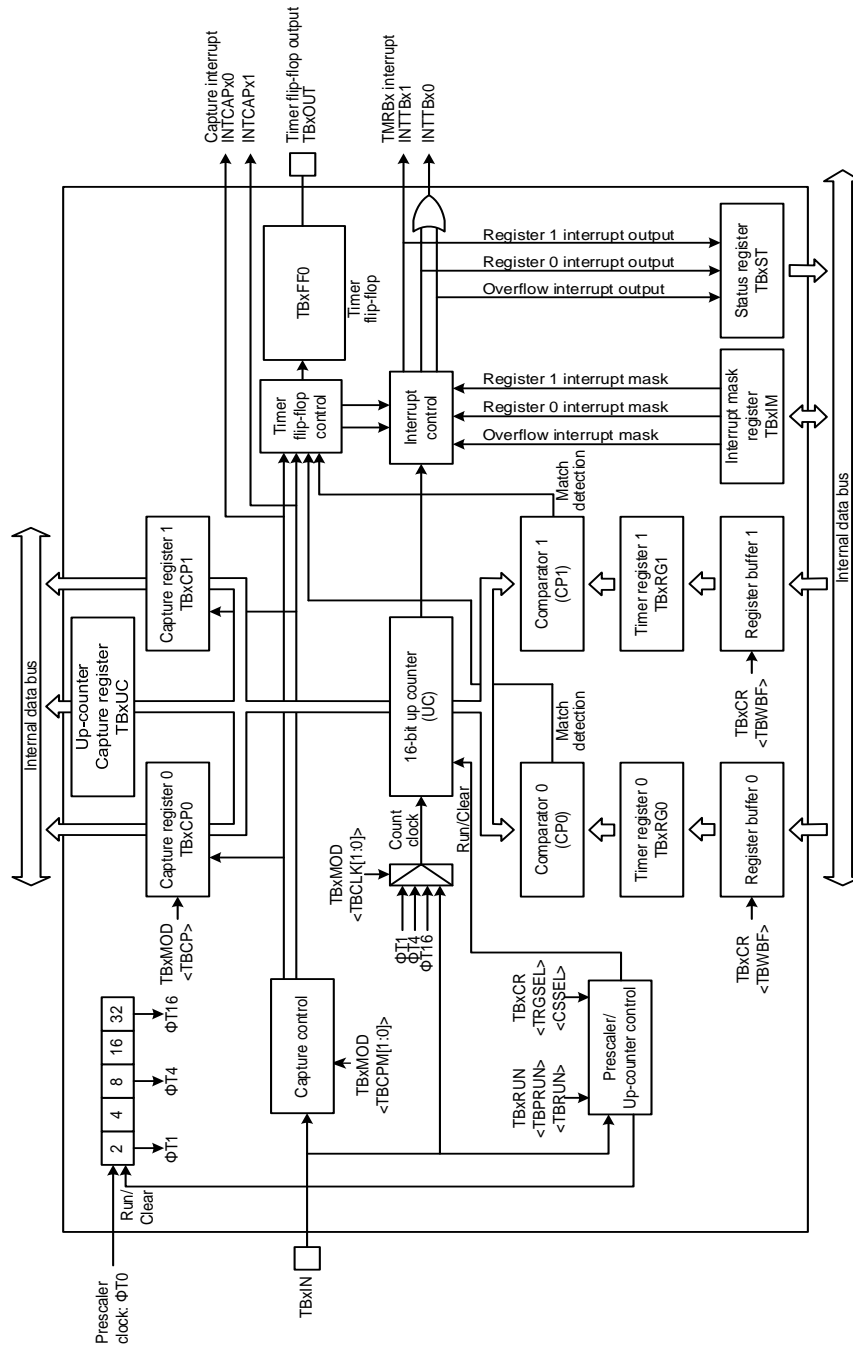 Prescaler
clock: ΦT0
Run/
Clear
2
4
8
16
32
ΦT1
ΦT4
ΦT16
TBxIN
Capture control
TBxMOD
<TBCPM[1:0]>
TBxRUN
<TBPRUN>
<TBRUN>
TBxCR
<TRGSEL>
<CSSEL>
Prescaler/
Up-counter control
Internal data bus
TBxMOD
<TBCP>
Capture register 0
TBxCP0
Up-counter
Capture register
TBxUC
Capture register 1
TBxCP1
TBxMOD
<TBCLK[1:0]>
ΦT1
ΦT4
ΦT16
Count
clock
Run/Clear
16-bit up counter
(UC)
Match
detection
Comparator 0
(CP0)
Timer register 0
TBxRG0
Register buffer 0
TBxCR
<TBWBF>
Match
detection
Comparator 1
(CP1)
Timer register 1
TBxRG1
Register buffer 1
TBxCR
<TBWBF>
Timer
flip-flop
control
TBxFF0
Timer
flip-flop
Interrupt
control
Register 1 interrupt mask
Register 0 interrupt mask
Overflow interrupt mask
Interrupt mask
register
TBxIM
Register 1 interrupt output
Register 0 interrupt output
Overflow interrupt output
Status register
TBxST
Internal data bus
Capture interrupt
INTCAPx0
INTCAPx1
Timer flip-flop output
TBxOUT
TMRBx interrupt
INTTBx1
INTTBx0